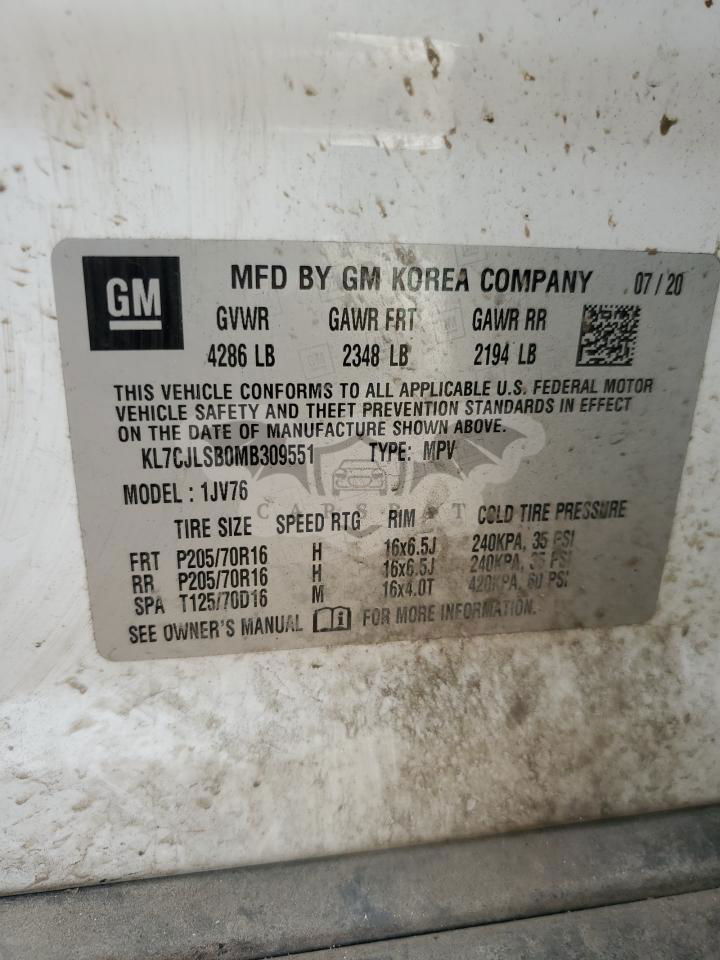 GM MFD BY GM KOREA COMPANY 07/20
GVWR GAWR FRT GAWR RR
4286 LB 2348 LB 2194 LB
THIS VEHICLE CONFORMS TO ALL APPLICABLE U.S. FEDERAL MOTOR
VEHICLE SAFETY AND THEFT PREVENTION STANDARDS IN EFFECT
ON THE DATE OF MANUFACTURE SHOWN ABOVE.
KL7CJLSB0MB309551 TYPE: MPV
MODEL : 1JV76
TIRE SIZE SPEED RTG RIM COLD TIRE PRESSURE
FRT P205/70R16 H 16x6.5J 240KPA, 35 PSI
RR P205/70R16 H 16x6.5J 240KPA, 35 PSI
SPA T125/70D16 M 16x4.0T 420KPA, 60 PSI
SEE OWNER'S MANUAL i FOR MORE INFORMATION.